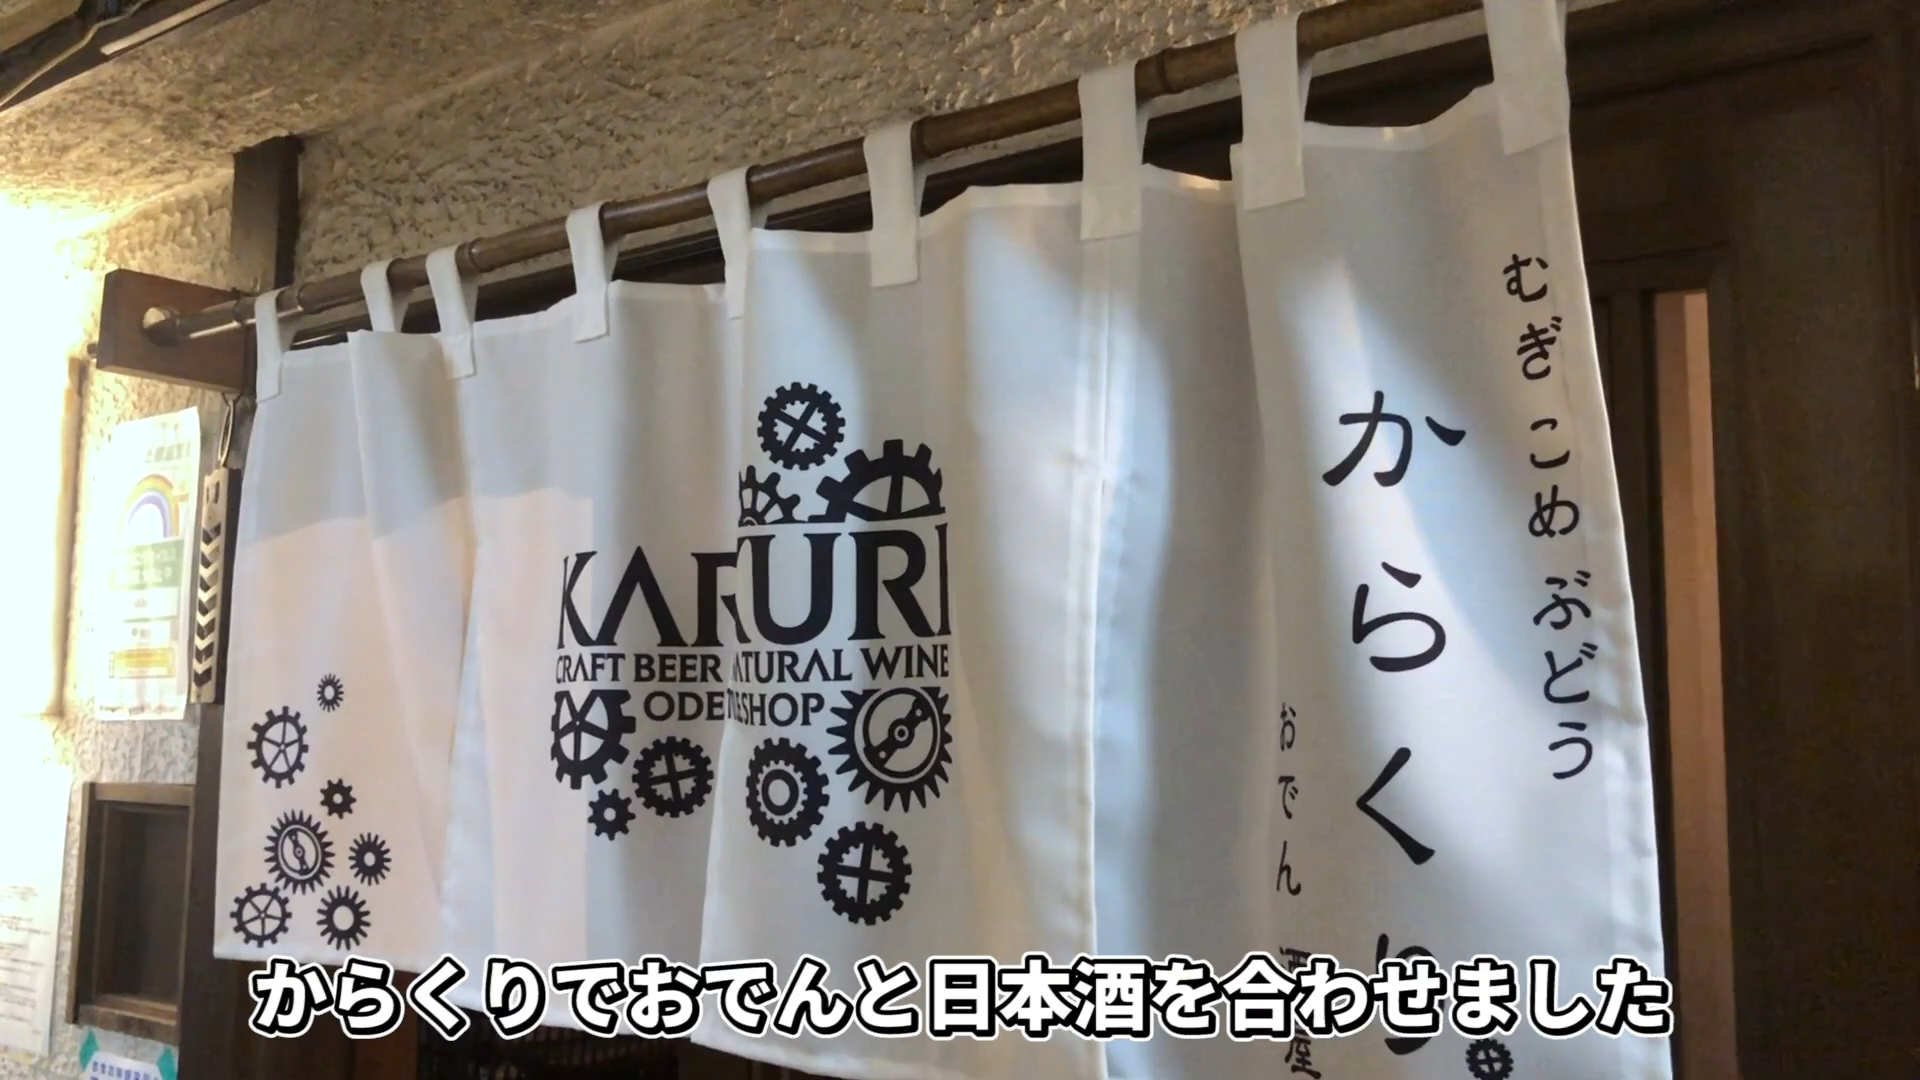 むぎ こめ ぶどう
からくり
おでん
KARURI
CRAFT BEER NATURAL WINE
ODE SHOP
からくりでおでんと日本酒を合わせました